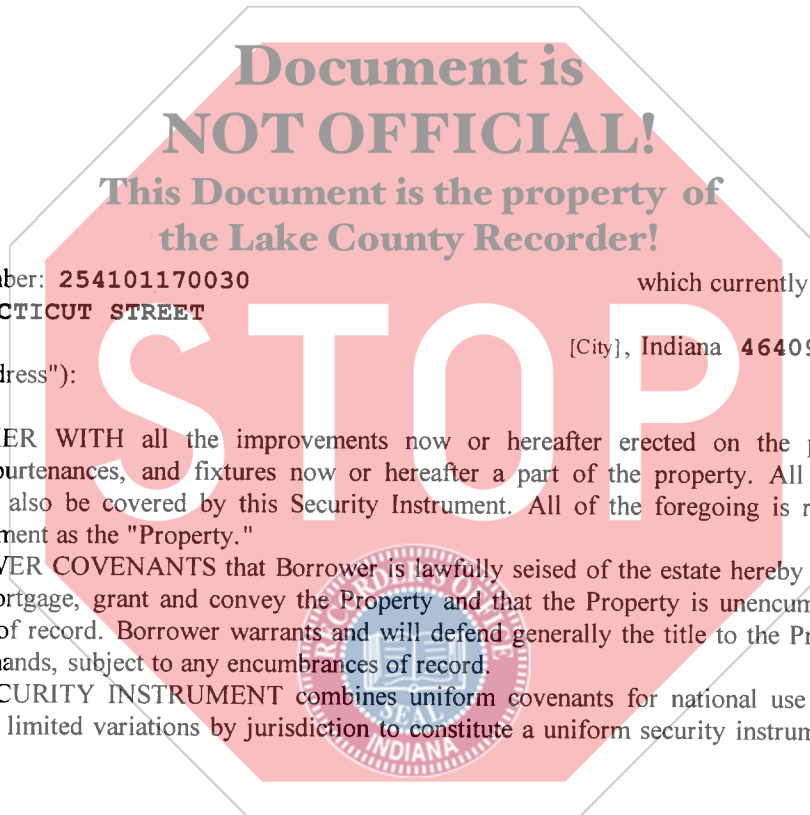 Document is
NOT OFFICIAL!
This Document is the property of
the Lake County Recorder!
ber: 254101170030 which currently
CTICUT STREET
[City], Indiana 46409
dress"):
STOP
ER WITH all the improvements now or hereafter erected on the p
purtenances, and fixtures now or hereafter a part of the property. All
also be covered by this Security Instrument. All of the foregoing is r
ment as the "Property."
VER COVENANTS that Borrower is lawfully seised of the estate hereby
ortgage, grant and convey the Property and that the Property is unencum
of record. Borrower warrants and will defend generally the title to the Pr
nands, subject to any encumbrances of record.
CURITY INSTRUMENT combines uniform covenants for national use
limited variations by jurisdiction to constitute a uniform security instrum
RECORDER'S OFFICE
SEAL
INDIANA